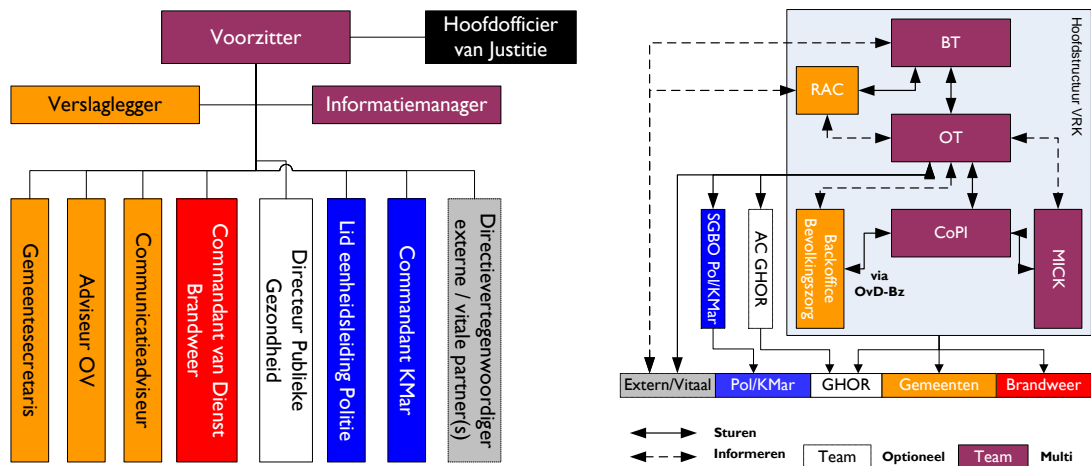 Voorzitter
Hoofdofficier
van Justitie
Verslaglegger
Informatiemanager
Gemeentesecretaris
Adviseur OV
Communicatieadviseur
Commandant van Dienst
Brandweer
Directeur Publieke
Gezondheid
Lid eenheidsleiding Politie
Commandant KMar
Directievertegenwoordiger
externe / vitale partner(s)
Hoofdstructuur VRK
BT
RAC
OT
SGBO Pol/KMar
AC GHOR
Backoffice
Bevolkingszorg
CoPI
MICK
via
OvD-Bz
Extern/Vitaal
Pol/KMar
GHOR
Gemeenten
Brandweer
Sturen
Informeren
Team
Optioneel
Team
Multi